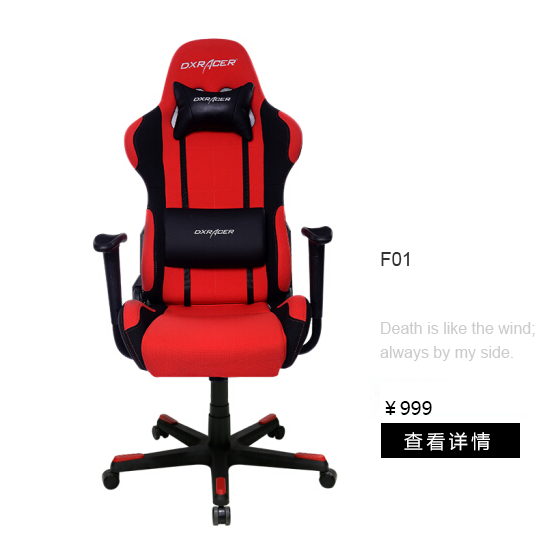 DXRACER
DXRACER
DXRACER
F01
Death is like the wind;
always by my side.
¥999
查看详情